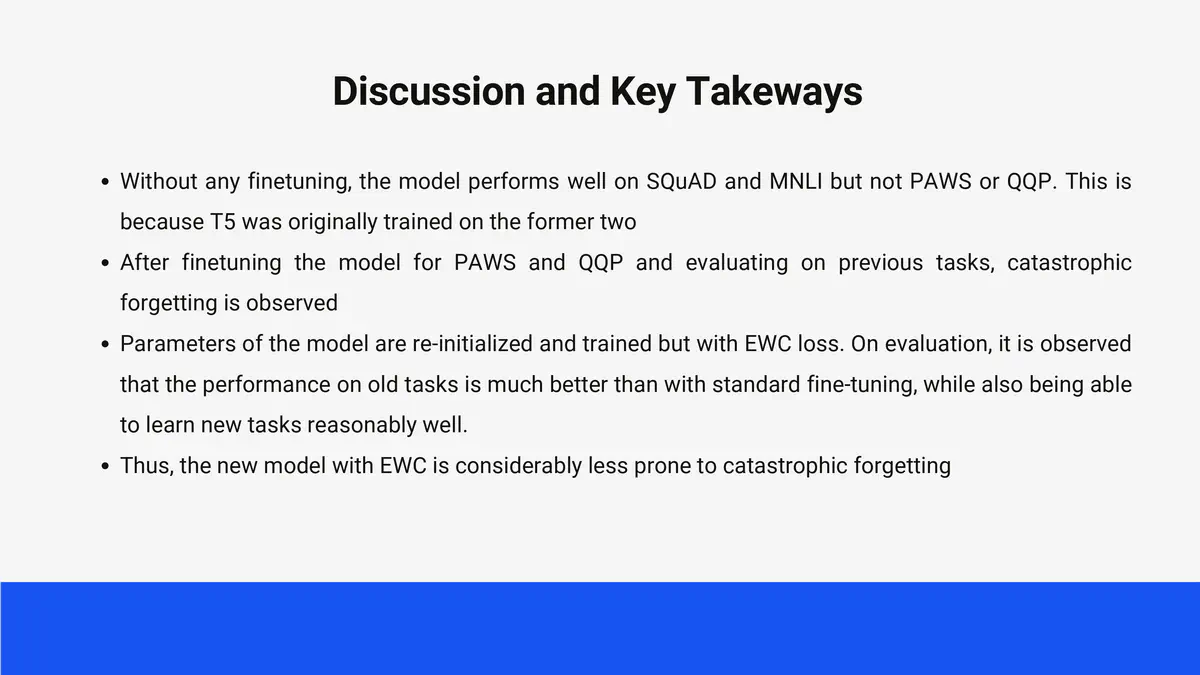 Discussion and Key Takeways
• Without any finetuning, the model performs well on SQuAD and MNLI but not PAWS or QQP. This is
because T5 was originally trained on the former two
• After finetuning the model for PAWS and QQP and evaluating on previous tasks, catastrophic
forgetting is observed
• Parameters of the model are re-initialized and trained but with EWC loss. On evaluation, it is observed
that the performance on old tasks is much better than with standard fine-tuning, while also being able
to learn new tasks reasonably well.
• Thus, the new model with EWC is considerably less prone to catastrophic forgetting